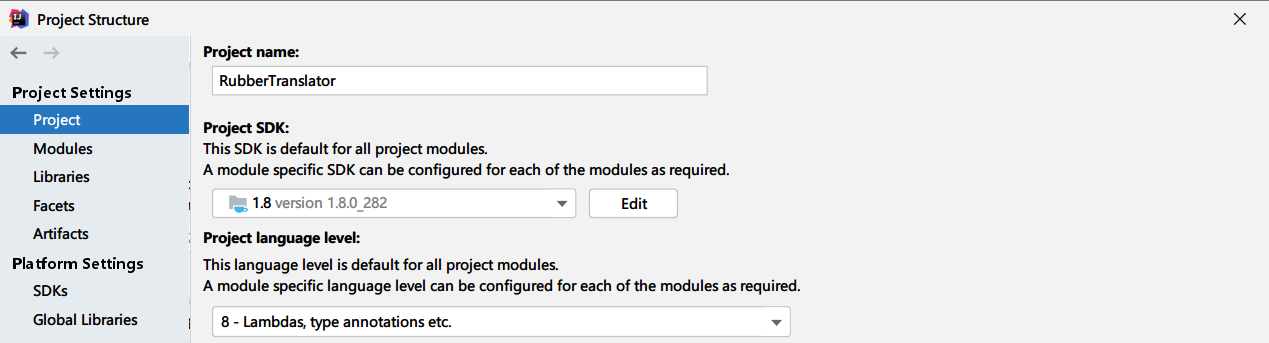 Project Structure
Project Settings
Project
Modules
Libraries
Facets
Artifacts
Platform Settings
SDKs
Global Libraries
Project name:
RubberTranslator
Project SDK:
This SDK is default for all project modules.
A module specific SDK can be configured for each of the modules as required.
1.8 version 1.8.0_282
Edit
Project language level:
This language level is default for all project modules.
A module specific language level can be configured for each of the modules as required.
8 - Lambdas, type annotations etc.